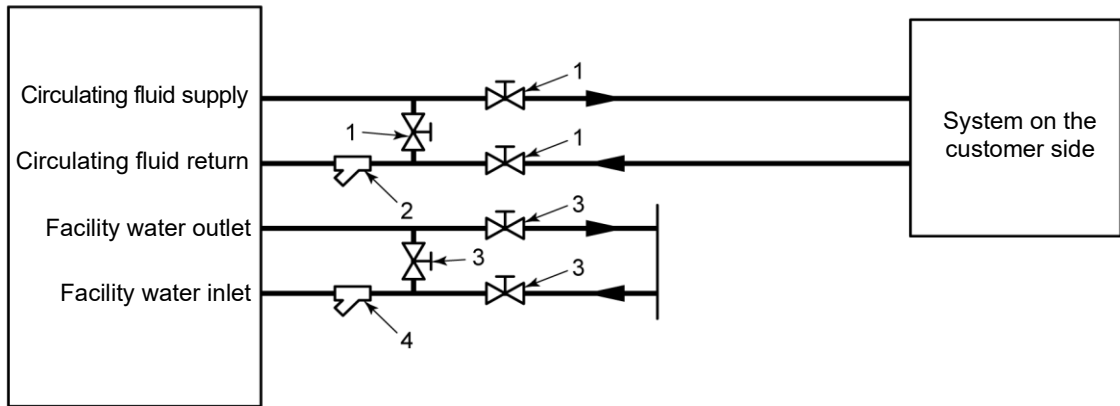 1
Circulating fluid supply
1
1
System on the
customer side
Circulating fluid return
2
3
Facility water outlet
3
3
Facility water inlet
4